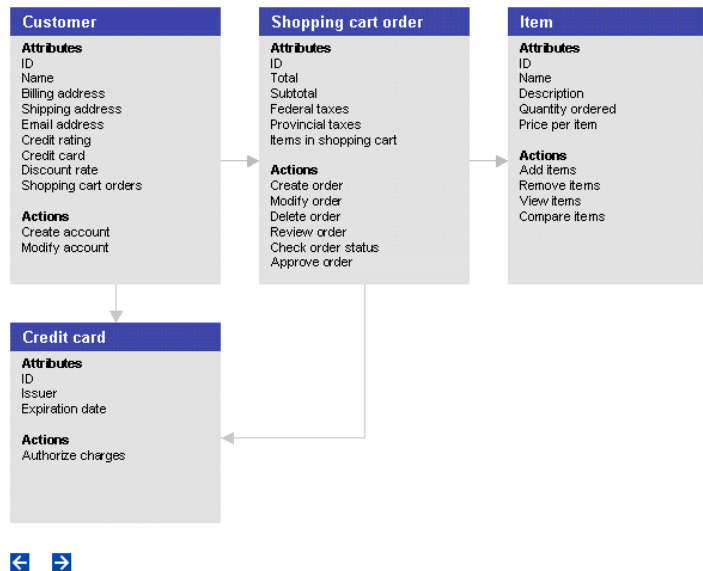 Customer
Attributes
ID
Name
Billing address
Shipping address
Email address
Credit rating
Credit card
Discount rate
Shopping cart orders
Actions
Create account
Modify account
Shopping cart order
Attributes
ID
Total
Subtotal
Federal taxes
Provincial taxes
Items in shopping cart
Actions
Create order
Modify order
Delete order
Review order
Check order status
Approve order
Item
Attributes
ID
Name
Description
Quantity ordered
Price per item
Actions
Add items
Remove items
View items
Compare items
Credit card
Attributes
ID
Issuer
Expiration date
Actions
Authorize charges